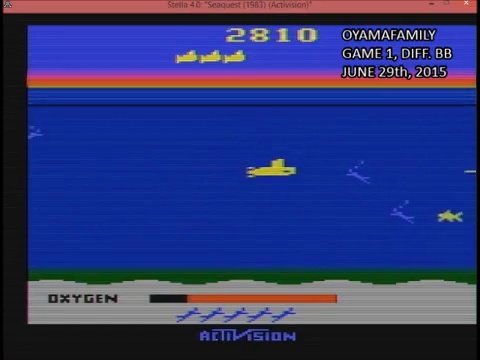 Stella 4.0: "Seaquest (1983) (Activision)"
2810
OYAMAFAMILY
GAME 1, DIFF. BB
JUNE 29th, 2015
OXYGEN
ACTIVISION